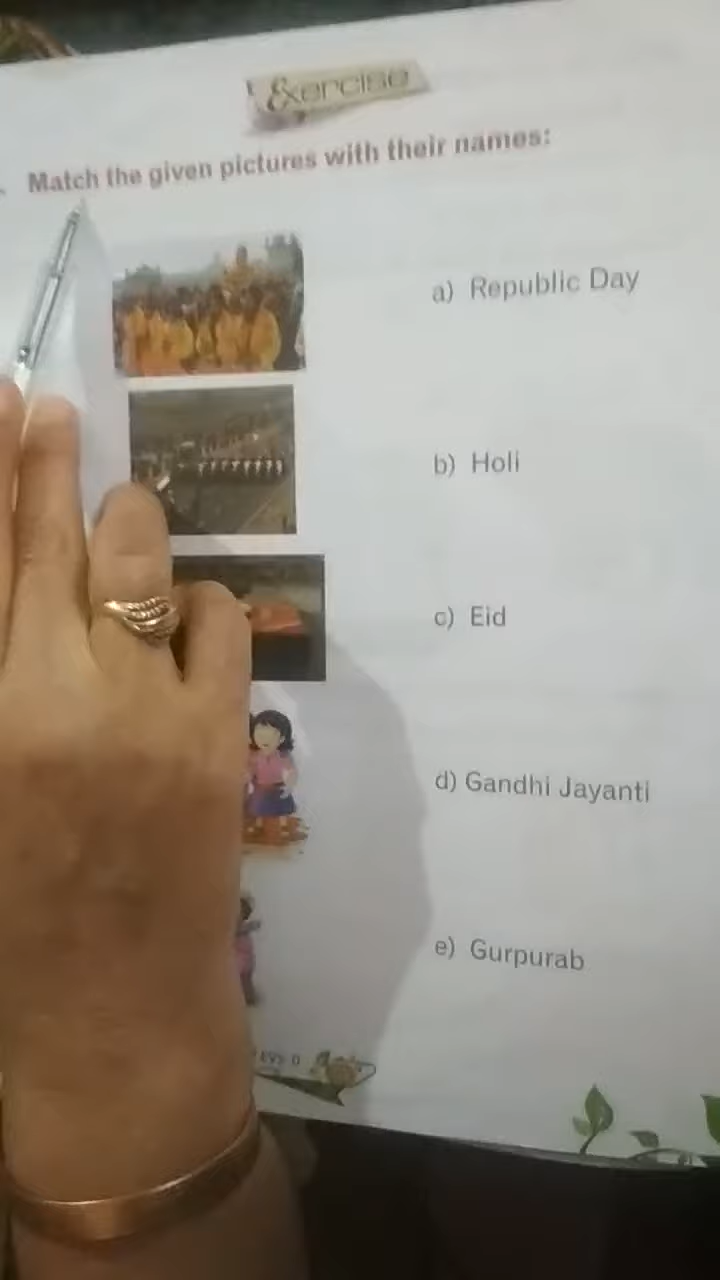 Exercise
Match the given pictures with their names:
a) Republic Day
b) Holi
c) Eid
d) Gandhi Jayanti
e) Gurpurab